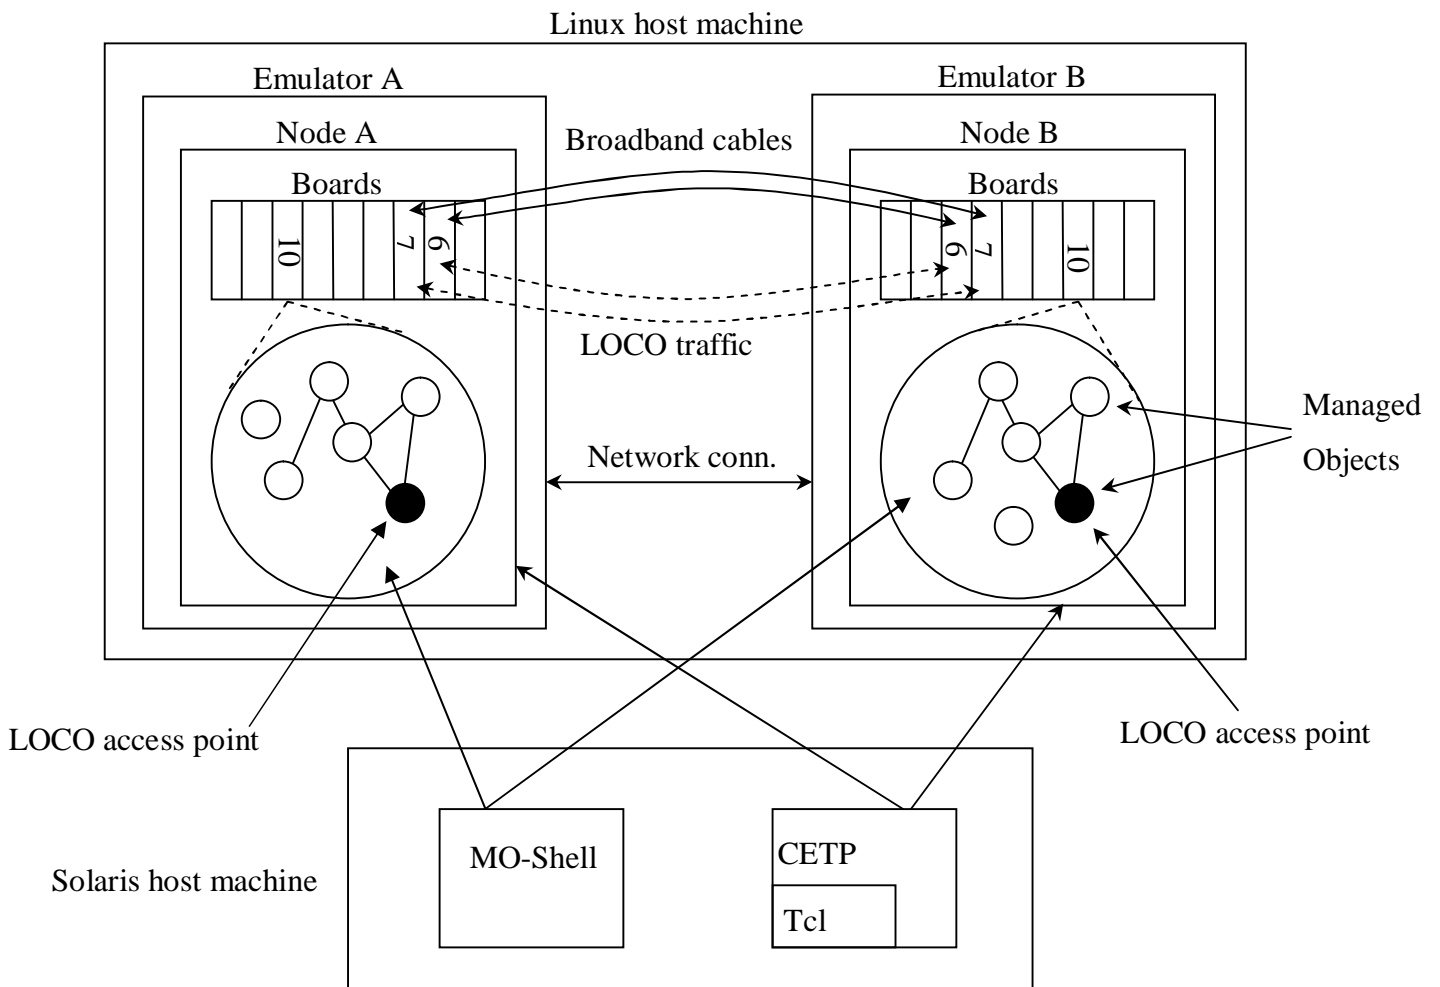 Linux host machine
Emulator A
Emulator B
Node A
Broadband cables
Node B
Boards
Boards
10
7
6
6
7
10
LOCO traffic
Managed
Objects
Network conn.
LOCO access point
LOCO access point
MO-Shell
CETP
Solaris host machine
Tcl